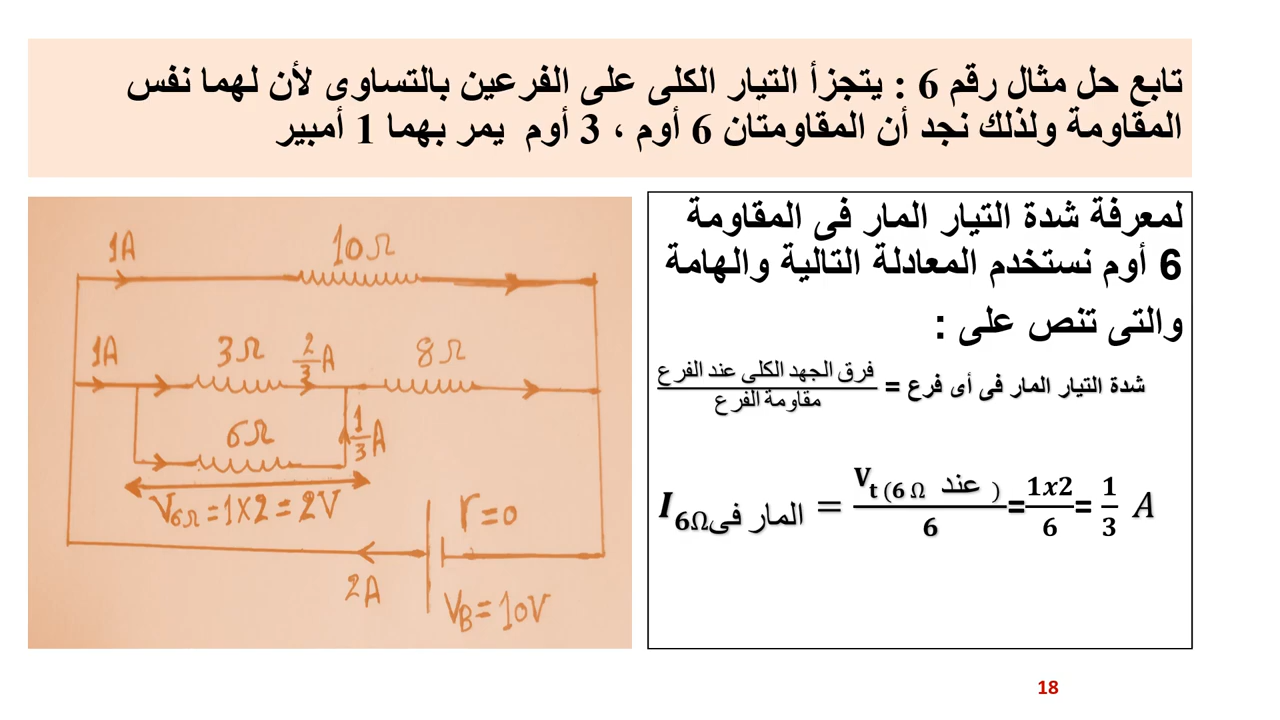 تابع حل مثال رقم 6 : يتجزأ التيار الكلى على الفرعين بالتساوى لأن لهما نفس
المقاومة ولذلك نجد أن المقاومتان 6 أوم ، 3 أوم يمر بهما 1 أمبير
لمعرفة شدة التيار المار فى المقاومة
6 أوم نستخدم المعادلة التالية والهامة
والتى تنص على :
شدة التيار المار فى أى فرع = فرق الجهد الكلى عند الفرع / مقاومة الفرع
I 6Ω المار فى = Vt (6 Ω عند ) / 6 = 1x2 / 6 = 1/3 A
1A 10Ω
1A 3Ω 2/3 A 8Ω
6Ω 1/3 A
V6Ω = 1X2 = 2V r=0
2A VB = 10V
18